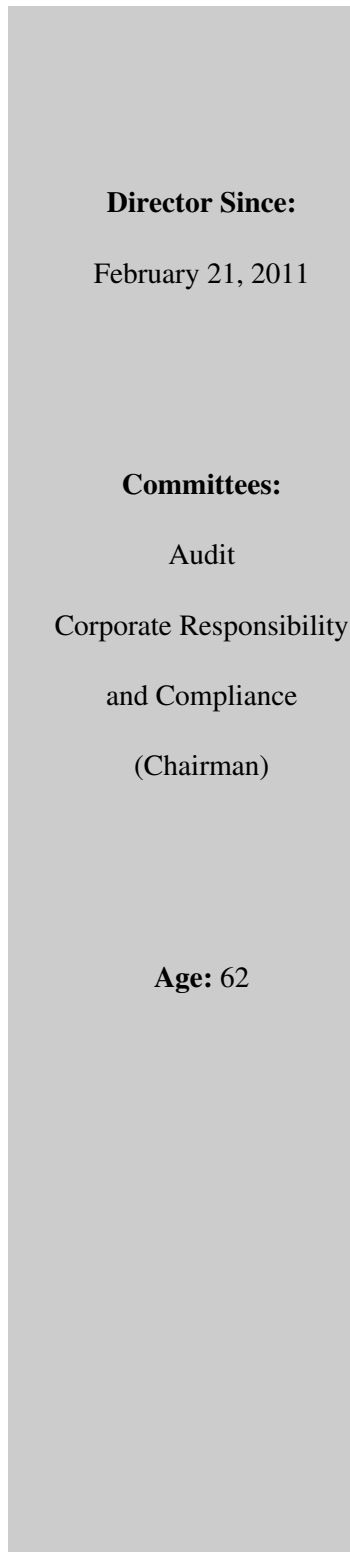 Director Since:
February 21, 2011
Committees:
Audit
Corporate Responsibility
and Compliance
(Chairman)
Age: 62